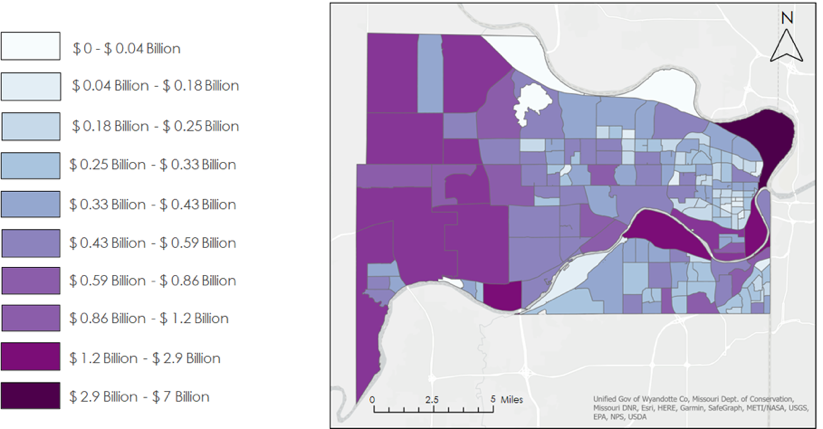 $ 0 - $ 0.04 Billion
$ 0.04 Billion - $ 0.18 Billion
$ 0.18 Billion - $ 0.25 Billion
$ 0.25 Billion - $ 0.33 Billion
$ 0.33 Billion - $ 0.43 Billion
$ 0.43 Billion - $ 0.59 Billion
$ 0.59 Billion - $ 0.86 Billion
$ 0.86 Billion - $ 1.2 Billion
$ 1.2 Billion - $ 2.9 Billion
$ 2.9 Billion - $ 7 Billion
N
0 2.5 5 Miles
Unified Gov of Wyandotte Co, Missouri Dept. of Conservation,
Missouri DNR, Esri, HERE, Garmin, SafeGraph, METI/NASA, USGS,
EPA, NPS, USDA